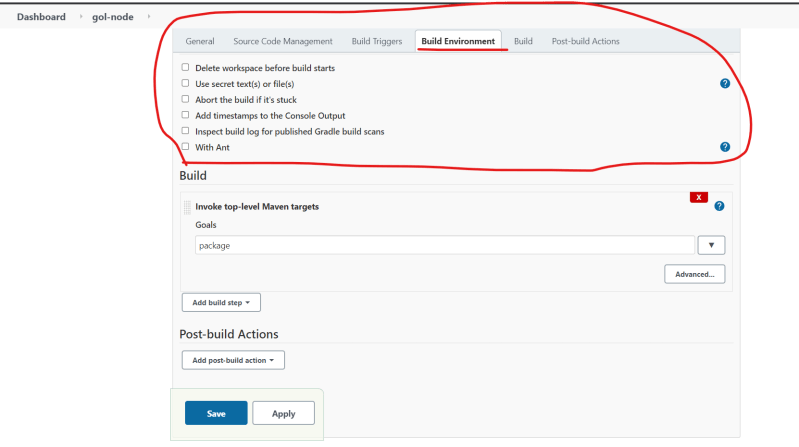 Dashboard gol-node
General Source Code Management Build Triggers Build Environment Build Post-build Actions
Delete workspace before build starts
Use secret text(s) or file(s)
?
Abort the build if it's stuck
Add timestamps to the Console Output
Inspect build log for published Gradle build scans
With Ant
?
Build
X
Invoke top-level Maven targets
?
Goals
package
Advanced...
Add build step
Post-build Actions
Add post-build action
Save Apply